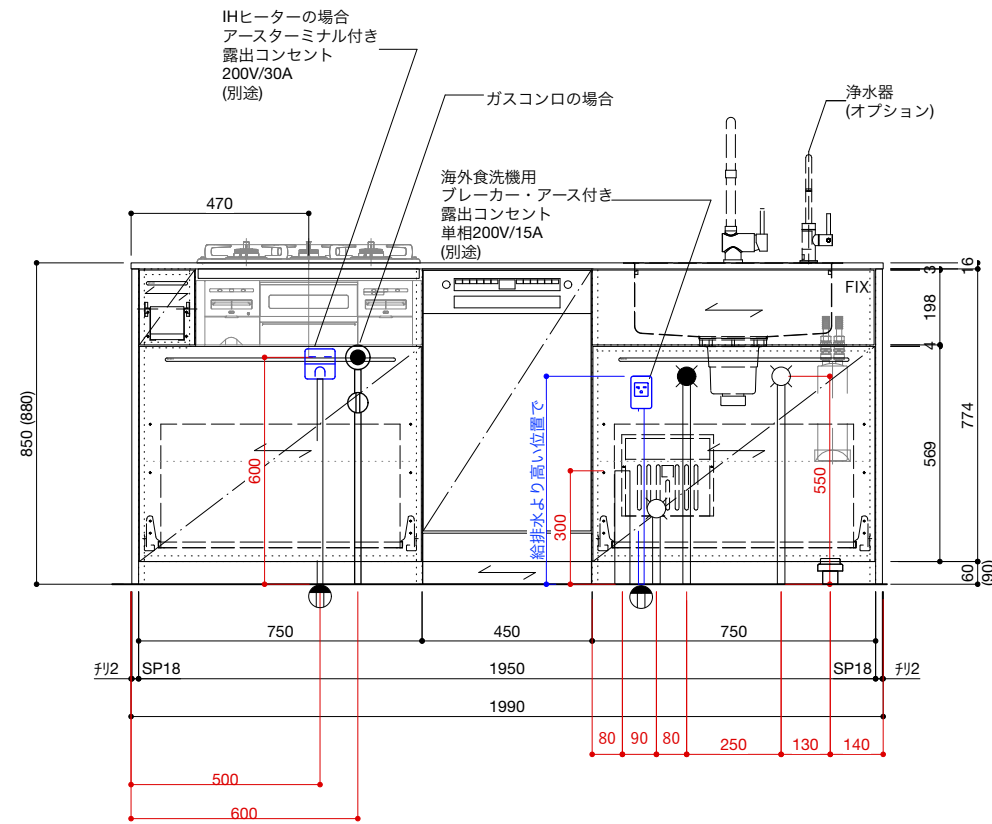 IHヒーターの場合
アースターミナル付き
露出コンセント
200V/30A
(別途)
ガスコンロの場合
浄水器
(オプション)
海外食洗機用
ブレーカー・アース付き
露出コンセント
単相200V/15A
(別途)
470
FIX
3
16
198
4
850 (880)
774
569
600
給排水より高い位置で
300
550
60
(90)
750
450
750
ﾁﾘ2
SP18
1950
SP18
ﾁﾘ2
1990
80
90
80
250
130
140
500
600